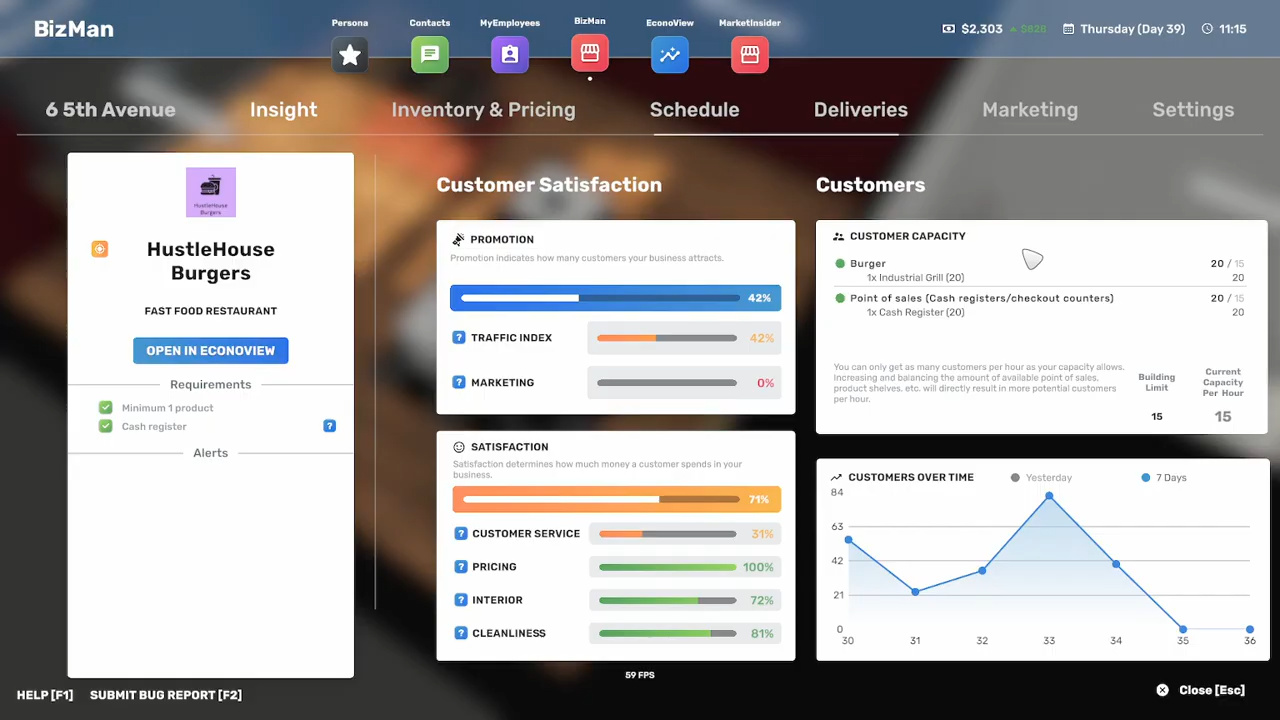 BizMan
Persona
Contacts
MyEmployees
BizMan
EconoView
MarketInsider
$2,303 $828
Thursday (Day 39)
11:15
6 5th Avenue
Insight
Inventory & Pricing
Schedule
Deliveries
Marketing
Settings
HustleHouse
Burgers
HustleHouse
Burgers
FAST FOOD RESTAURANT
OPEN IN ECONOVIEW
Requirements
Minimum 1 product
Cash register ?
Alerts
Customer Satisfaction
PROMOTION
Promotion indicates how many customers your business attracts.
42%
? TRAFFIC INDEX 42%
? MARKETING 0%
SATISFACTION
Satisfaction determines how much money a customer spends in your
business.
71%
? CUSTOMER SERVICE 31%
? PRICING 100%
? INTERIOR 72%
? CLEANLINESS 81%
Customers
CUSTOMER CAPACITY
Burger 20 / 15
1x Industrial Grill (20) 20
Point of sales (Cash registers/checkout counters) 20 / 15
1x Cash Register (20) 20
You can only get as many customers per hour as your capacity allows.
Increasing and balancing the amount of available point of sales,
product shelves, etc. will directly result in more potential customers
per hour.
Building
Limit
15
Current
Capacity
Per Hour
15
CUSTOMERS OVER TIME Yesterday 7 Days
84
63
42
21
0
30 31 32 33 34 35 36
59 FPS
HELP [F1] SUBMIT BUG REPORT [F2]
Close [Esc]